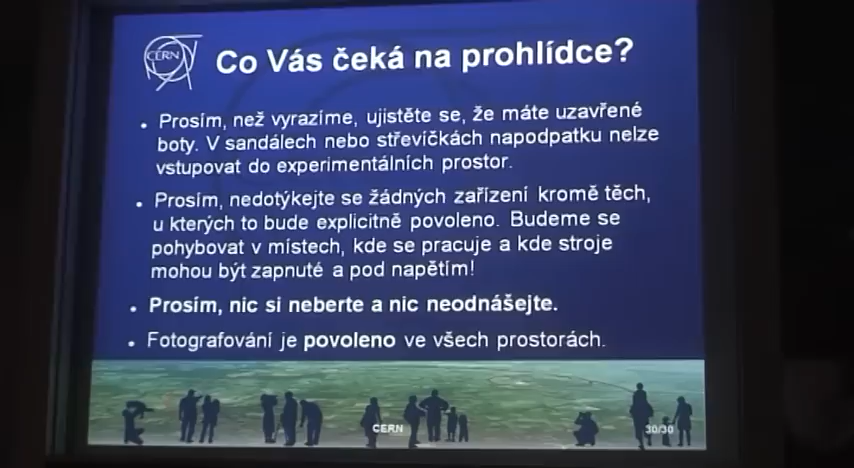 CERN
Co Vás čeká na prohlídce?
Prosím, než vyrazíme, ujistěte se, že máte uzavřené
boty. V sandálech nebo střevíčkách napodpatku nelze
vstupovat do experimentálních prostor.
Prosím, nedotýkejte se žádných zařízení kromě těch,
u kterých to bude explicitně povoleno. Budeme se
pohybovat v místech, kde se pracuje a kde stroje
mohou být zapnuté a pod napětím!
Prosím, nic si neberte a nic neodnášejte.
Fotografování je povoleno ve všech prostorách.
CERN
30/30